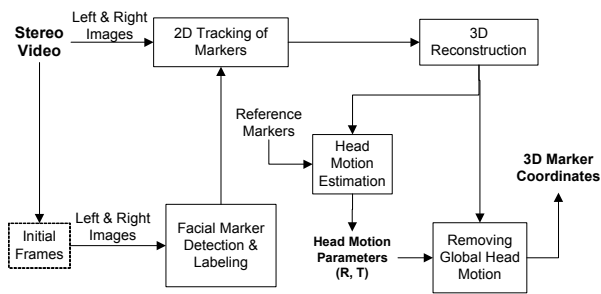 Stereo
Video
Left & Right
Images
2D Tracking of
Markers
3D
Reconstruction
Reference
Markers
Head
Motion
Estimation
3D Marker
Coordinates
Initial
Frames
Left & Right
Images
Facial Marker
Detection &
Labeling
Head Motion
Parameters
(R, T)
Removing
Global Head
Motion